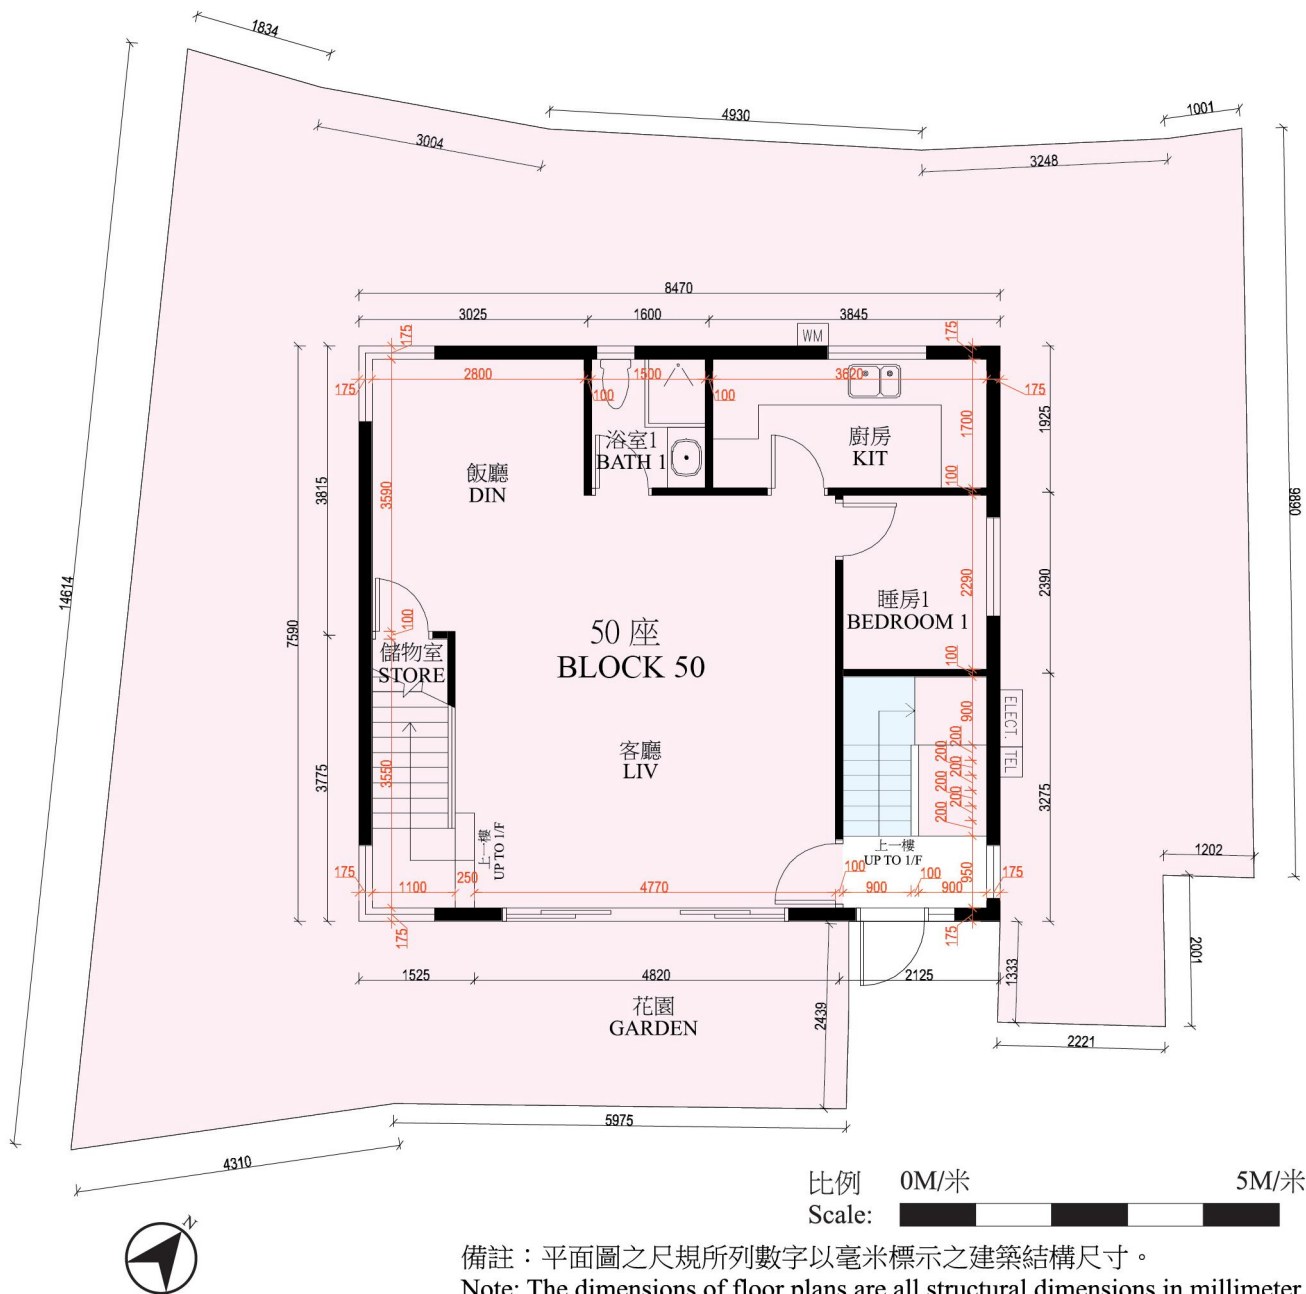 1834
4930
1001
3004
3248
8470
3025
1600
3845
WM
175
175
2800
1500
3620
175
100
100
175
1700
1925
浴室1
BATH 1
廚房
KIT
飯廳
DIN
100
3815
3590
9890
14614
7590
2290
2390
睡房1
BEDROOM 1
100
50 座
BLOCK 50
儲物室
STORE
100
900
ELECT.
TEL
客廳
LIV
200
200
200
200
200
200
3775
3550
3275
上一樓
UP TO 1/F
上一樓
UP TO 1/F
1202
175
1100
250
4770
100
900
100
900
950
175
175
175
1525
4820
2125
1333
2001
花園
GARDEN
2439
2221
5975
4310
比例 0M/米 5M/米
Scale:
N
備註：平面圖之尺規所列數字以毫米標示之建築結構尺寸。
Note: The dimensions of floor plans are all structural dimensions in millimeter